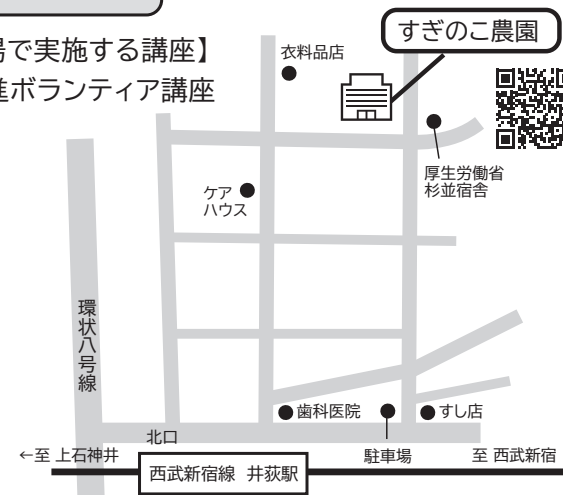 すぎのこ農園
場で実施する講座】
進ボランティア講座
衣料品店
厚生労働省
杉並宿舎
ケア
ハウス
環状八号線
歯科医院
すし店
北口
駐車場
←至 上石神井
西武新宿線 井荻駅
至 西武新宿